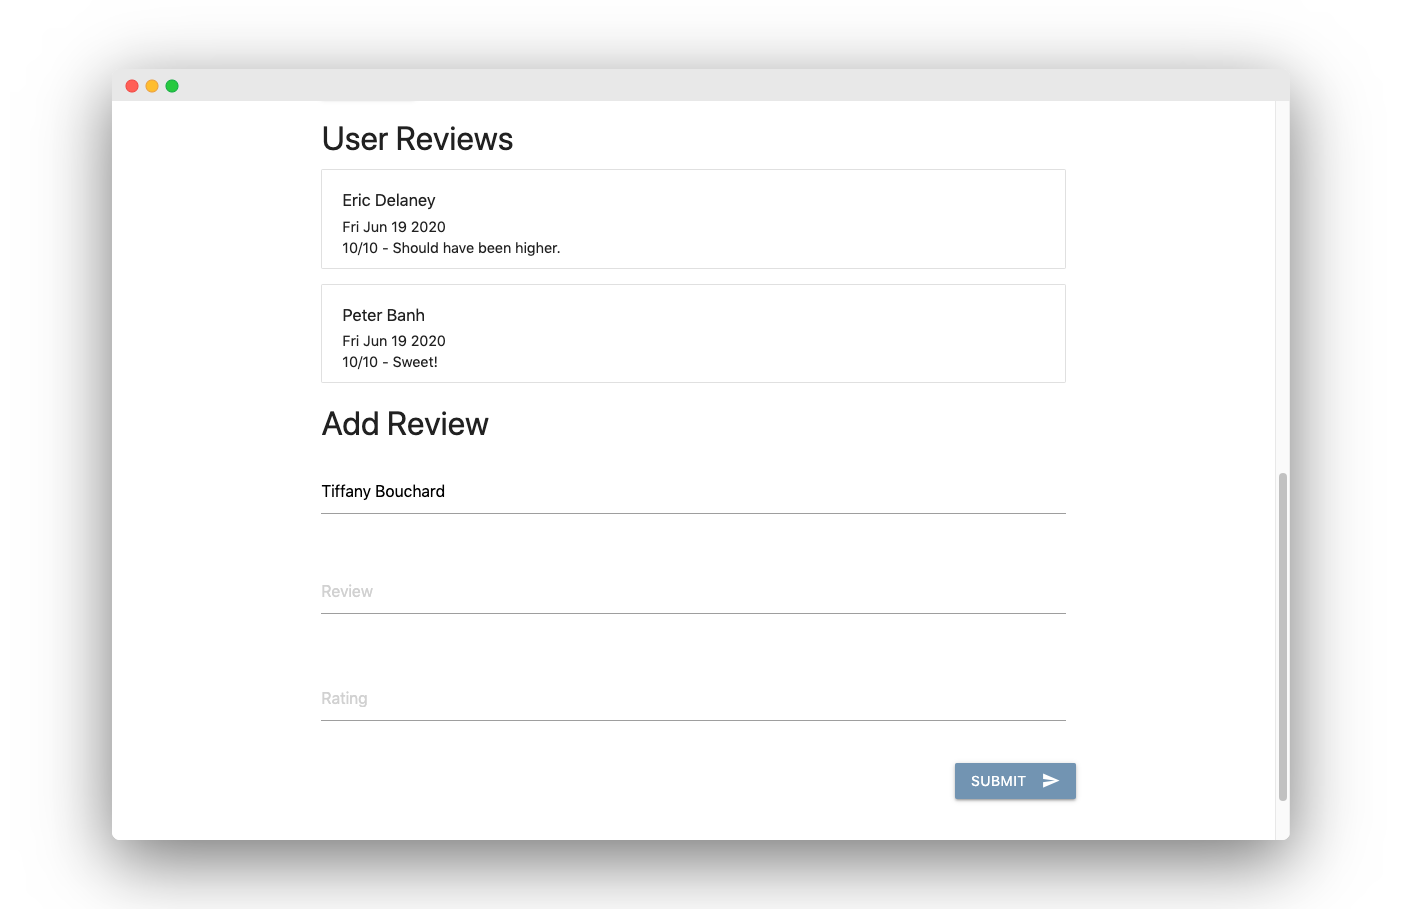 User Reviews
Eric Delaney
Fri Jun 19 2020
10/10 - Should have been higher.
Peter Banh
Fri Jun 19 2020
10/10 - Sweet!
Add Review
Tiffany Bouchard
Review
Rating
SUBMIT